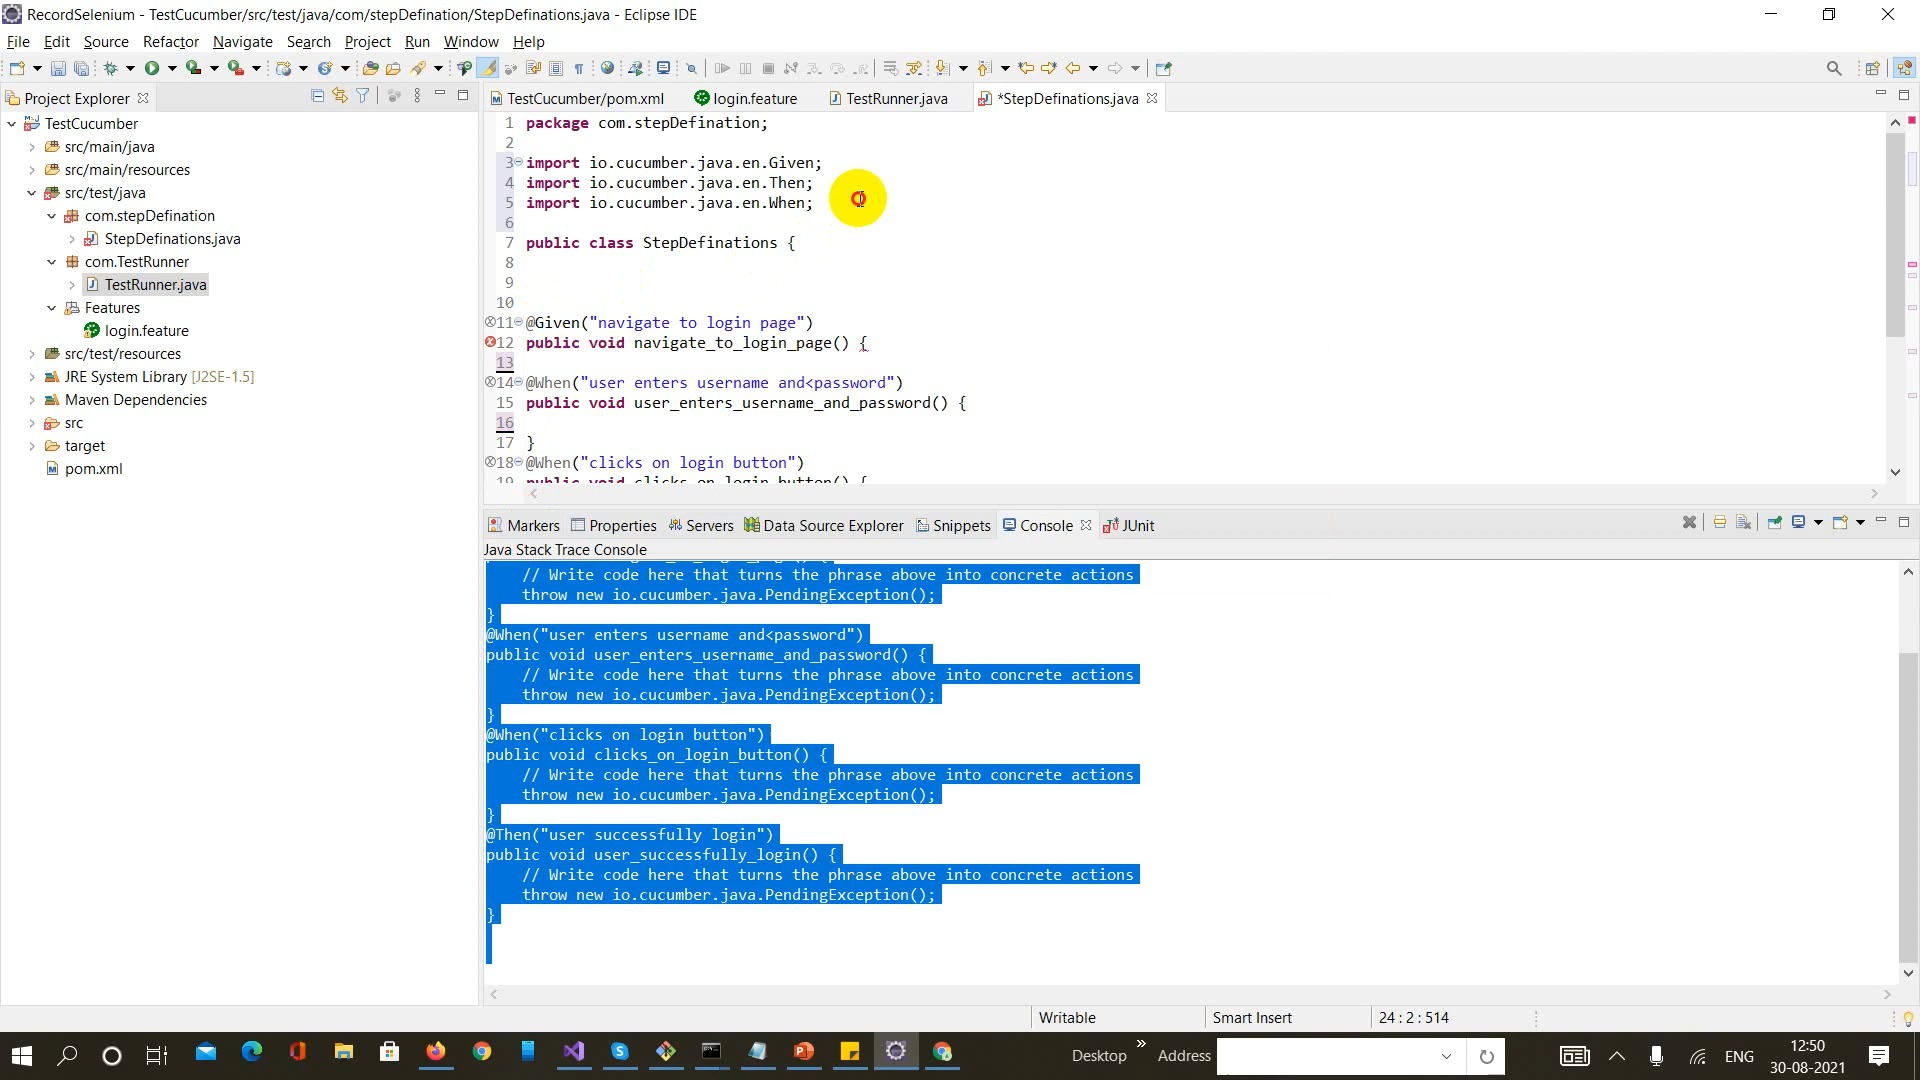 RecordSelenium - TestCucumber/src/test/java/com/stepDefination/StepDefinations.java - Eclipse IDE
File Edit Source Refactor Navigate Search Project Run Window Help
Project Explorer
TestCucumber/pom.xml login.feature TestRunner.java *StepDefinations.java
TestCucumber
src/main/java
src/main/resources
src/test/java
com.stepDefination
StepDefinations.java
com.TestRunner
TestRunner.java
Features
login.feature
src/test/resources
JRE System Library [J2SE-1.5]
Maven Dependencies
src
target
pom.xml
1 package com.stepDefination;
2
3 import io.cucumber.java.en.Given;
4 import io.cucumber.java.en.Then;
5 import io.cucumber.java.en.When;
6
7 public class StepDefinations {
8
9
10
11 @Given("navigate to login page")
12 public void navigate_to_login_page() {
13
14 @When("user enters username and<password")
15 public void user_enters_username_and_password() {
16
17 }
18 @When("clicks on login button")
19 public void clicks_on_login_button() {
Markers Properties Servers Data Source Explorer Snippets Console JUnit
Java Stack Trace Console
// Write code here that turns the phrase above into concrete actions
throw new io.cucumber.java.PendingException();
}
@When("user enters username and<password")
public void user_enters_username_and_password() {
// Write code here that turns the phrase above into concrete actions
throw new io.cucumber.java.PendingException();
}
@When("clicks on login button")
public void clicks_on_login_button() {
// Write code here that turns the phrase above into concrete actions
throw new io.cucumber.java.PendingException();
}
@Then("user successfully login")
public void user_successfully_login() {
// Write code here that turns the phrase above into concrete actions
throw new io.cucumber.java.PendingException();
}
Writable Smart Insert 24 : 2 : 514
Desktop » Address ENG 12:50
30-08-2021